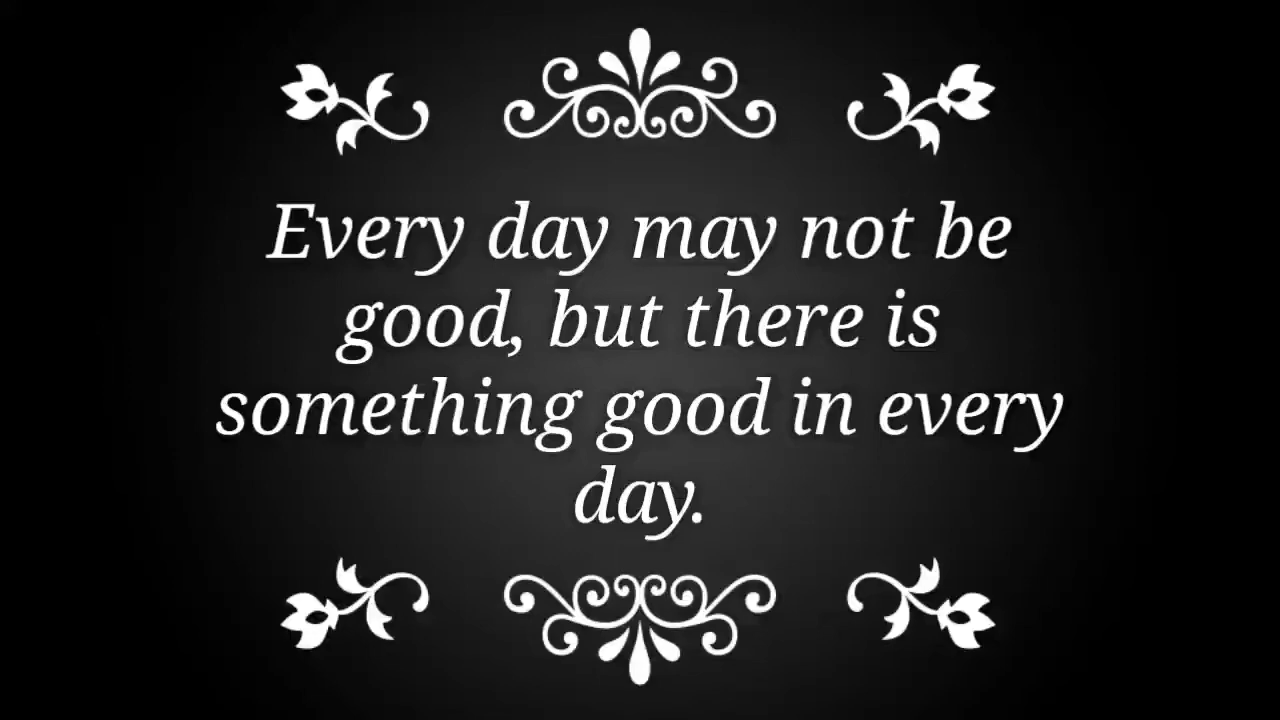 Every day may not be
good, but there is
something good in every
day.